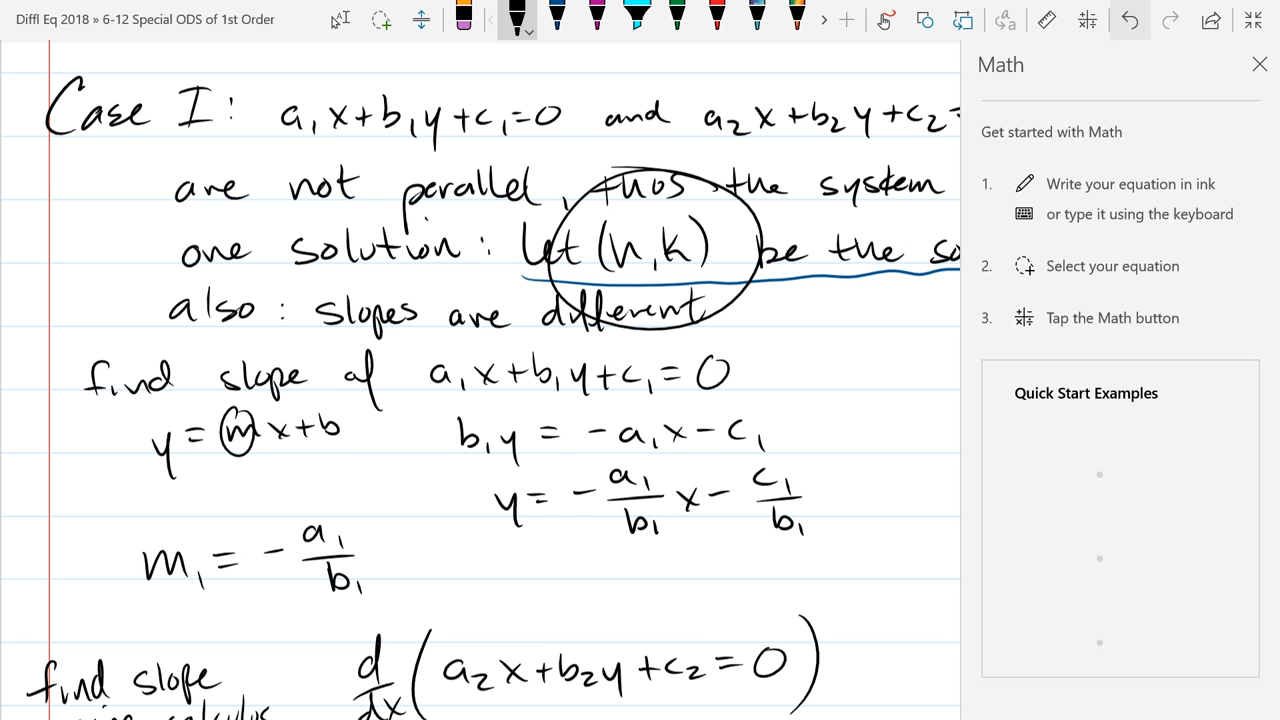 Diffl Eq 2018 » 6-12 Special ODS of 1st Order
Case I: a₁x+b₁y+c₁=0 and a₂x+b₂y+c₂=
are not parallel, thus the system
one solution: Let (h,k) be the so
also: slopes are different
find slope of a₁x+b₁y+c₁=0
y=mx+b b₁y = -a₁x-c₁
y= -a₁/b₁ x - c₁/b₁
m₁ = -a₁/b₁
find slope d/dx (a₂x+b₂y+c₂=0)
using calculus
Math
Get started with Math
1. Write your equation in ink
or type it using the keyboard
2. Select your equation
3. Tap the Math button
Quick Start Examples